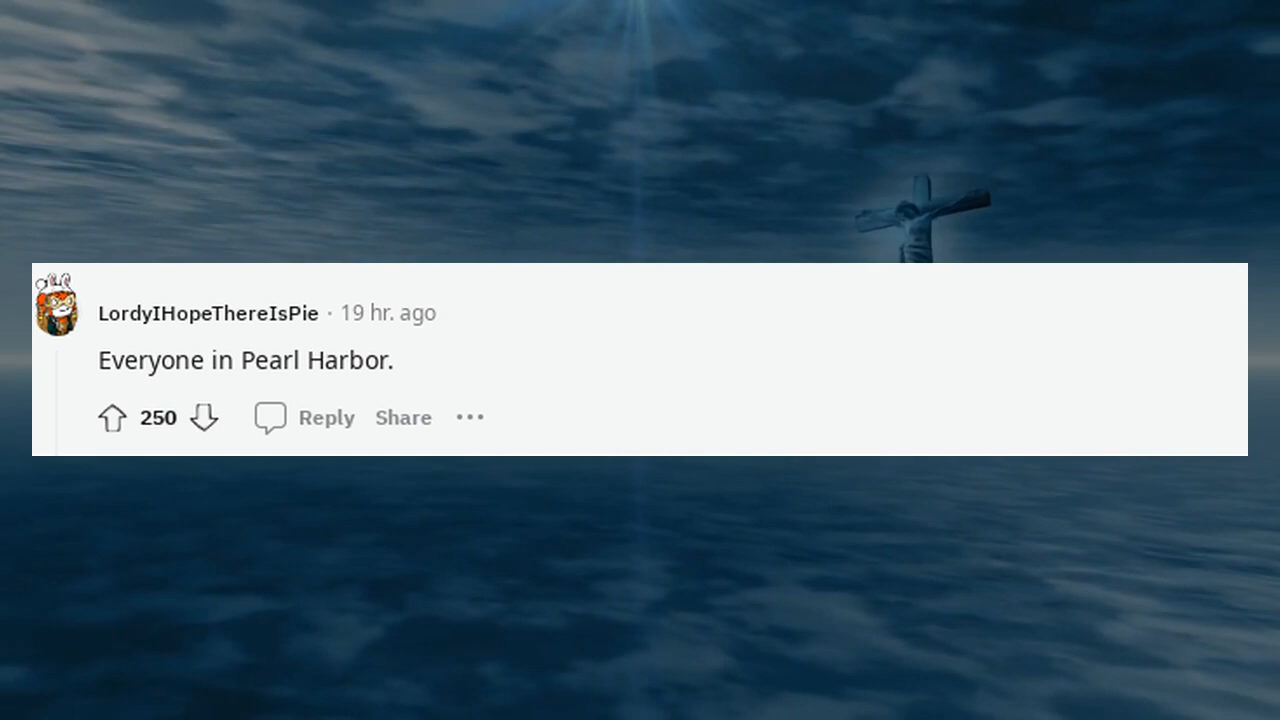 LordyIHopeThereIsPie · 19 hr. ago
Everyone in Pearl Harbor.
250 Reply Share